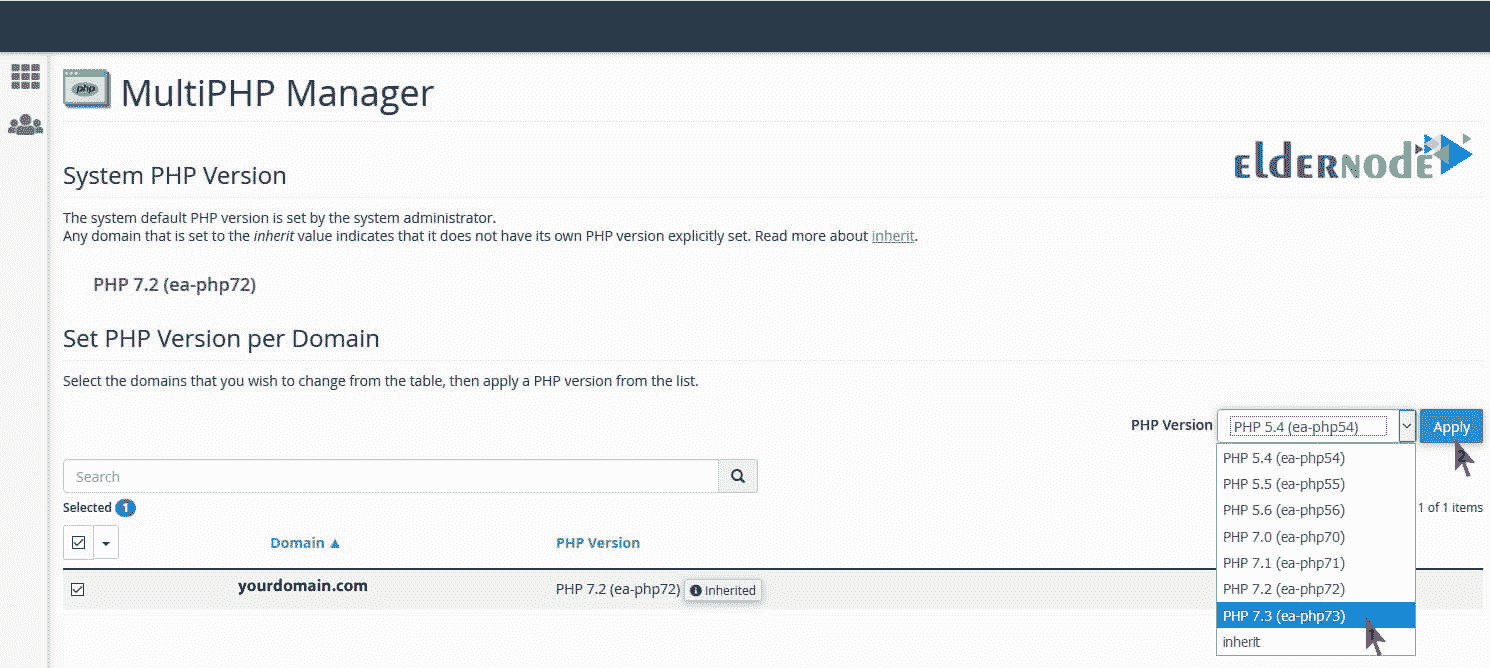 php
MultiPHP Manager
ELDERNODE
System PHP Version
The system default PHP version is set by the system administrator.
Any domain that is set to the inherit value indicates that it does not have its own PHP version explicitly set. Read more about inherit.
PHP 7.2 (ea-php72)
Set PHP Version per Domain
Select the domains that you wish to change from the table, then apply a PHP version from the list.
PHP Version PHP 5.4 (ea-php54) Apply
2
PHP 5.4 (ea-php54)
PHP 5.5 (ea-php55)
PHP 5.6 (ea-php56)
PHP 7.0 (ea-php70)
PHP 7.1 (ea-php71)
PHP 7.2 (ea-php72)
PHP 7.3 (ea-php73)
1
inherit
Search
Selected 1
1 of 1 items
Domain ▲ PHP Version
yourdomain.com PHP 7.2 (ea-php72) Inherited